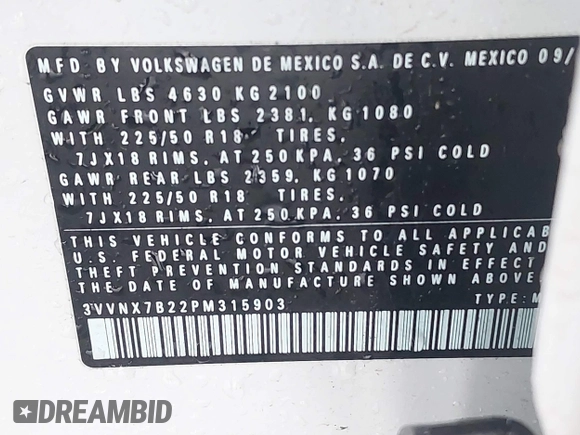 MFD. BY VOLKSWAGEN DE MEXICO S.A. DE C.V. MEXICO 09/
GVWR LBS 4630 KG 2100
GAWR FRONT LBS 2381, KG 1080
WITH 225/50 R18 TIRES,
7JX18 RIMS, AT 250 KPA, 36 PSI COLD
GAWR REAR LBS 2359, KG 1070
WITH 225/50 R18 TIRES,
7JX18 RIMS, AT 250 KPA, 36 PSI COLD
THIS VEHICLE CONFORMS TO ALL APPLICAB
U.S. FEDERAL MOTOR VEHICLE SAFETY AND
THEFT PREVENTION STANDARDS IN EFFECT
THE DATE OF MANUFACTURE SHOWN ABOVE.
3VVNX7B22PM315903 TYPE: M
DREAMBID